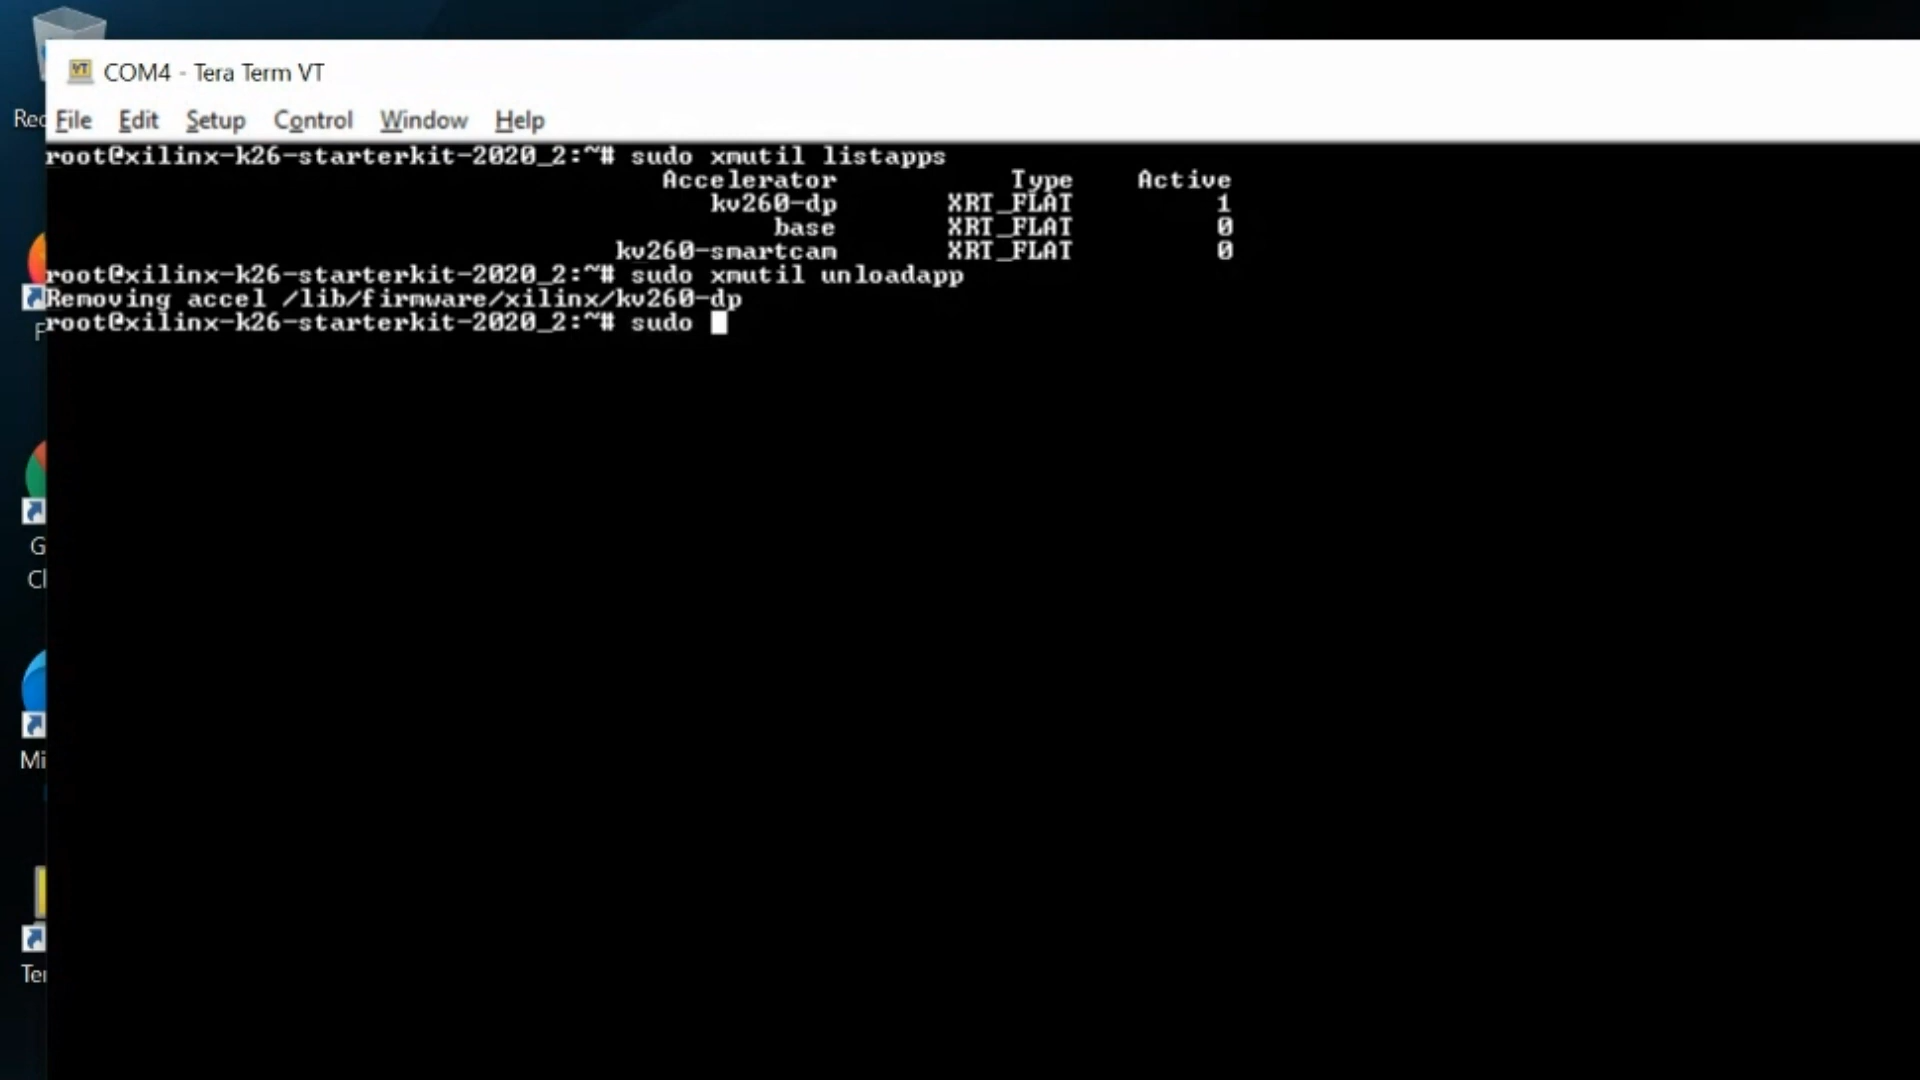 COM4 - Tera Term VT
File Edit Setup Control Window Help
root@xilinx-k26-starterkit-2020_2:~# sudo xmutil listapps
Accelerator Type Active
kv260-dp XRT_FLAT 1
base XRT_FLAT 0
kv260-smartcam XRT_FLAT 0
root@xilinx-k26-starterkit-2020_2:~# sudo xmutil unloadapp
Removing accel /lib/firmware/xilinx/kv260-dp
root@xilinx-k26-starterkit-2020_2:~# sudo